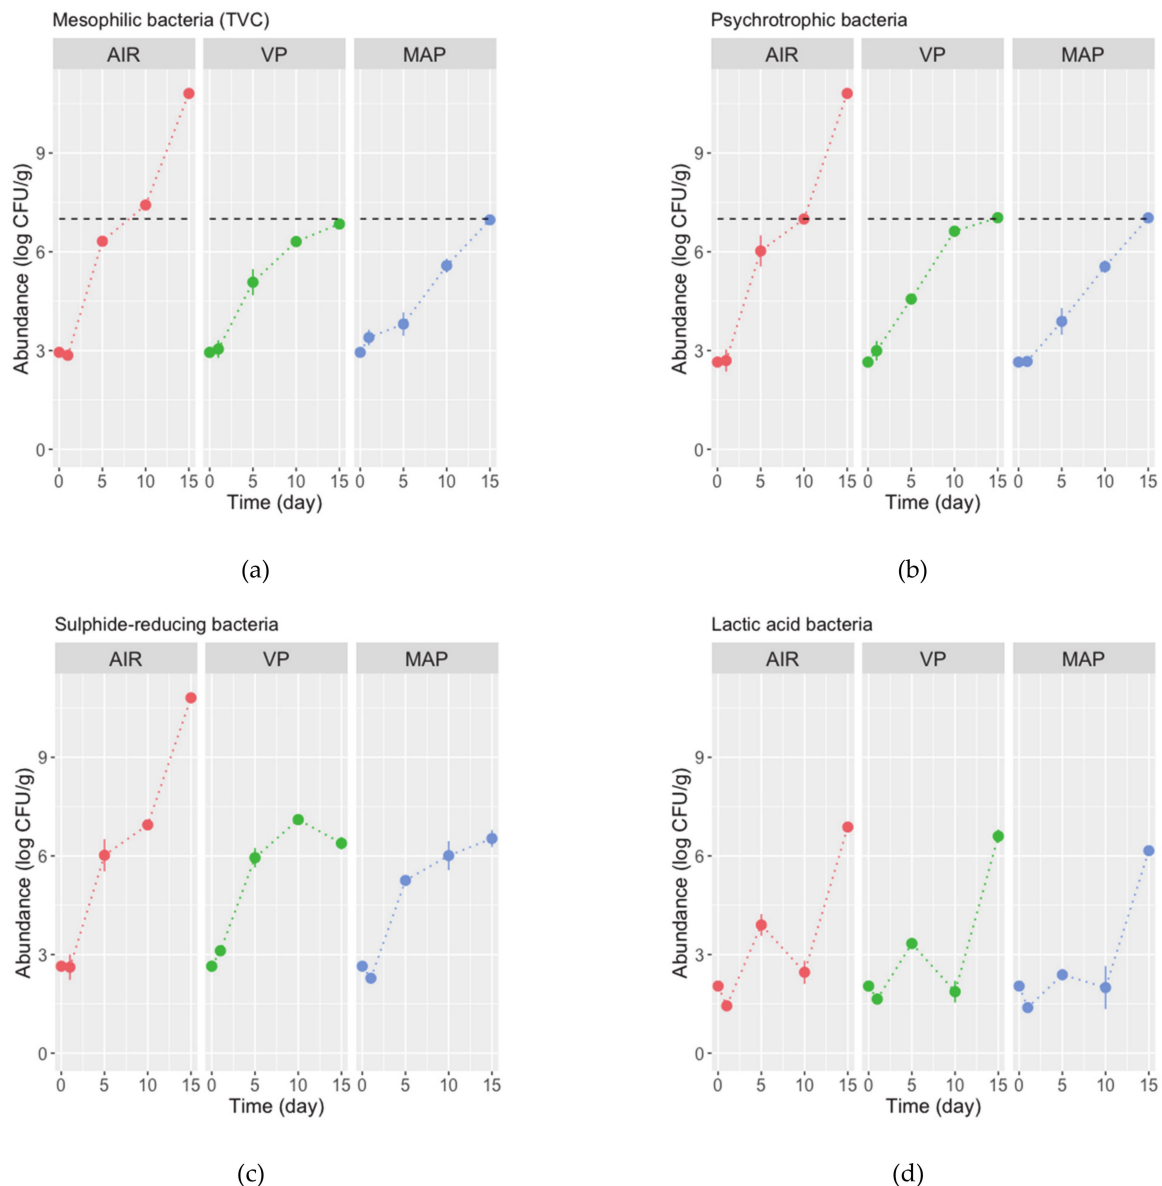 Mesophilic bacteria (TVC)
AIR VP MAP
Abundance (log CFU/g)
9
6
3
0
0 5 10 15 0 5 10 15 0 5 10 15
Time (day)
(a)
Psychrotrophic bacteria
AIR VP MAP
Abundance (log CFU/g)
9
6
3
0
0 5 10 15 0 5 10 15 0 5 10 15
Time (day)
(b)
Sulphide-reducing bacteria
AIR VP MAP
Abundance (log CFU/g)
9
6
3
0
0 5 10 15 0 5 10 15 0 5 10 15
Time (day)
(c)
Lactic acid bacteria
AIR VP MAP
Abundance (log CFU/g)
9
6
3
0
0 5 10 15 0 5 10 15 0 5 10 15
Time (day)
(d)